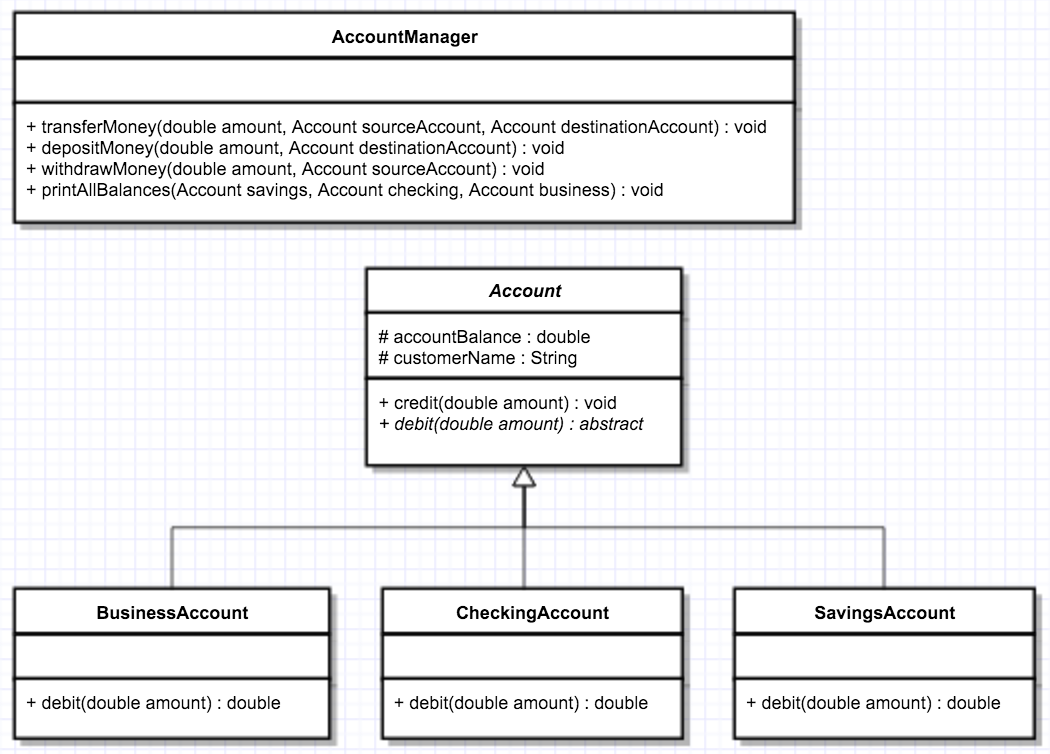 AccountManager
+ transferMoney(double amount, Account sourceAccount, Account destinationAccount) : void
+ depositMoney(double amount, Account destinationAccount) : void
+ withdrawMoney(double amount, Account sourceAccount) : void
+ printAllBalances(Account savings, Account checking, Account business) : void
Account
# accountBalance : double
# customerName : String
+ credit(double amount) : void
+ debit(double amount) : abstract
BusinessAccount
+ debit(double amount) : double
CheckingAccount
+ debit(double amount) : double
SavingsAccount
+ debit(double amount) : double